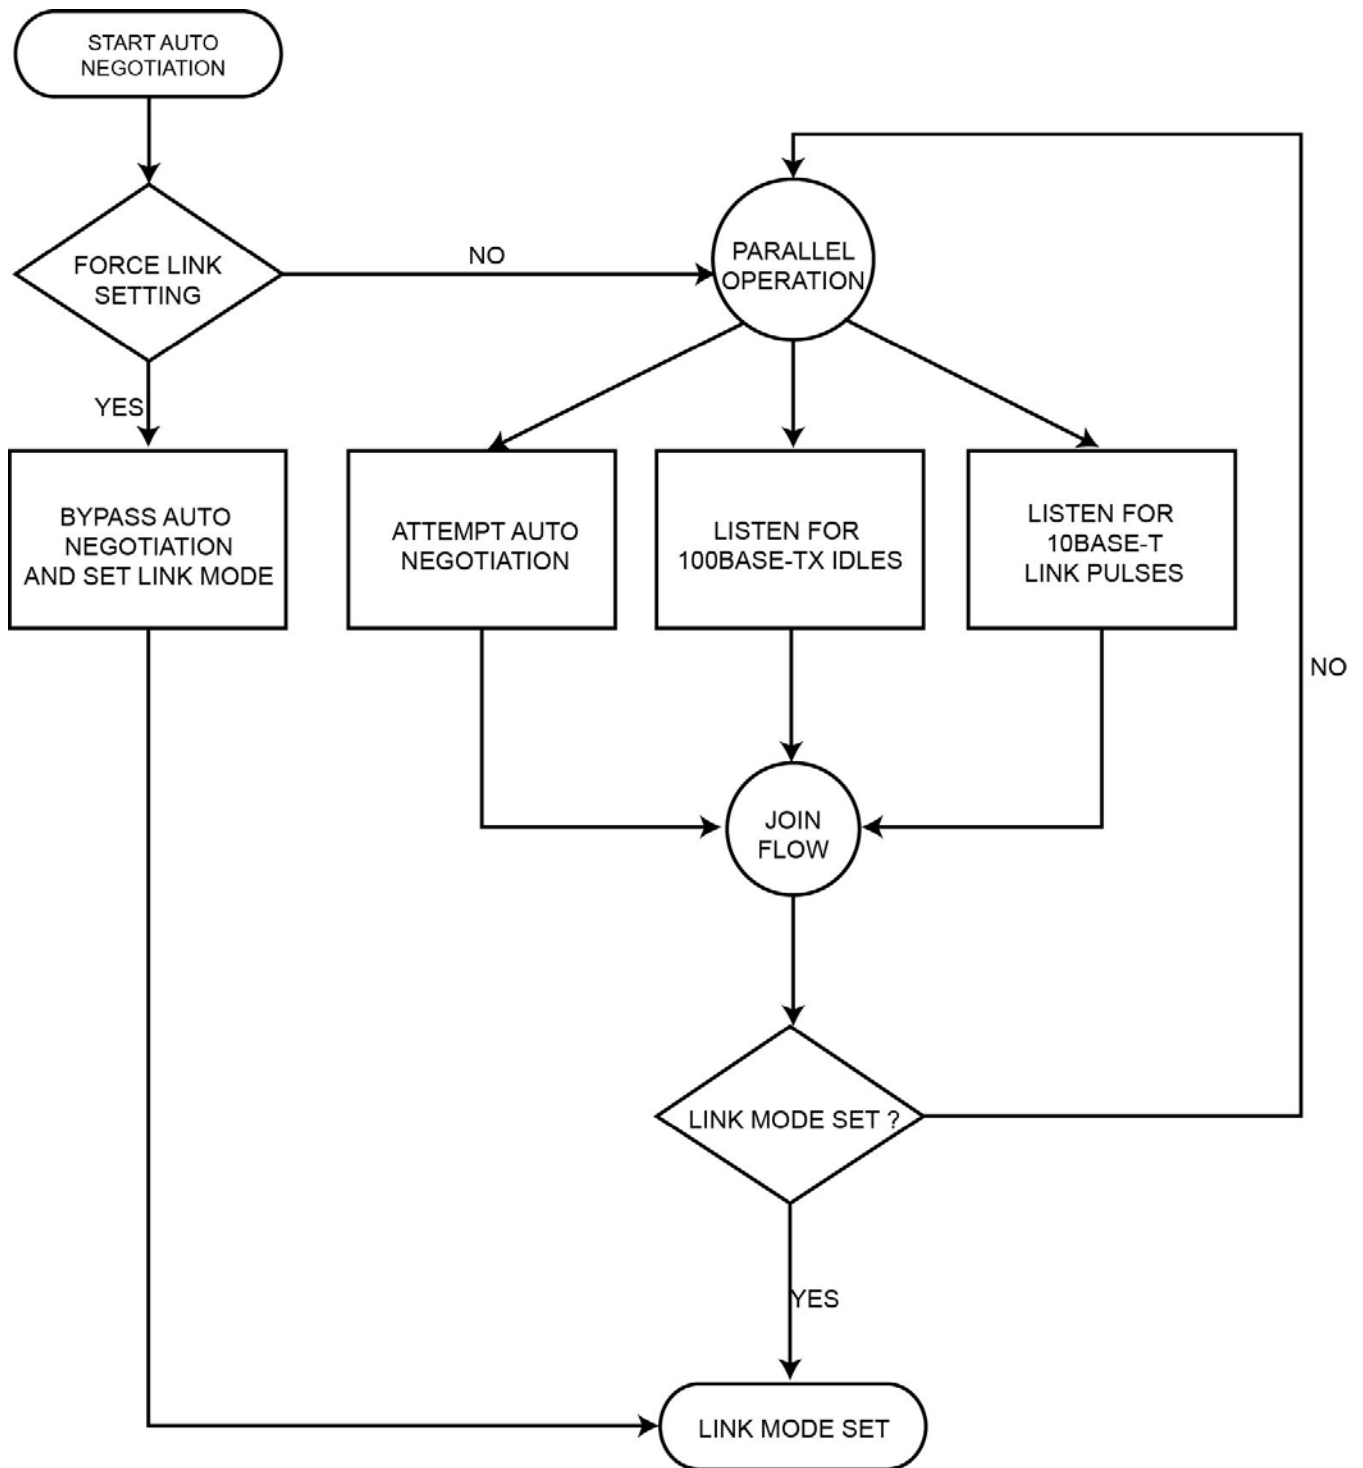 START AUTO
NEGOTIATION
FORCE LINK
SETTING
NO
YES
PARALLEL
OPERATION
BYPASS AUTO
NEGOTIATION
AND SET LINK MODE
ATTEMPT AUTO
NEGOTIATION
LISTEN FOR
100BASE-TX IDLES
LISTEN FOR
10BASE-T
LINK PULSES
NO
JOIN
FLOW
LINK MODE SET ?
YES
LINK MODE SET